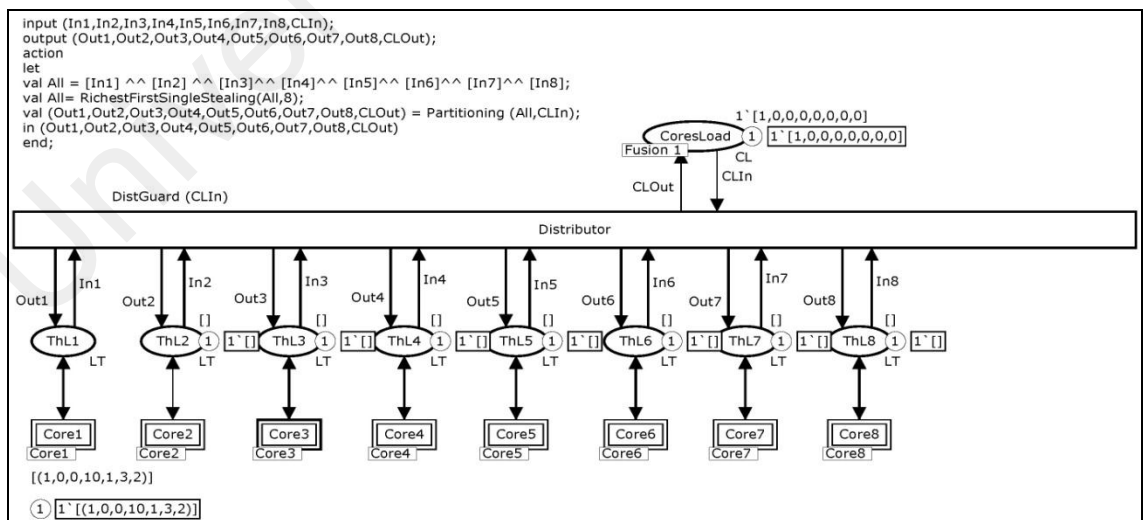 input (In1,In2,In3,In4,In5,In6,In7,In8,CLIn);
output (Out1,Out2,Out3,Out4,Out5,Out6,Out7,Out8,CLOut);
action
let
val All = [In1] ^^ [In2] ^^ [In3]^^ [In4]^^ [In5]^^ [In6]^^ [In7]^^ [In8];
val All= RichestFirstSingleStealing(All,8);
val (Out1,Out2,Out3,Out4,Out5,Out6,Out7,Out8,CLOut) = Partitioning (All,CLIn);
in (Out1,Out2,Out3,Out4,Out5,Out6,Out7,Out8,CLOut)
end;
1`[1,0,0,0,0,0,0,0]
CoresLoad 1 1`[1,0,0,0,0,0,0,0]
Fusion 1 CL
CLOut CLIn
DistGuard (CLIn)
Distributor
In1 In2 In3 In4 In5 In6 In7 In8
Out1 Out2 Out3 Out4 Out5 Out6 Out7 Out8
[] [] [] [] [] [] []
ThL1 ThL2 1 1`[] ThL3 1 1`[] ThL4 1 1`[] ThL5 1 1`[] ThL6 1 1`[] ThL7 1 1`[] ThL8 1 1`[]
LT LT LT LT LT LT LT LT
Core1 Core2 Core3 Core4 Core5 Core6 Core7 Core8
Core1 Core2 Core3 Core4 Core5 Core6 Core7 Core8
[(1,0,0,10,1,3,2)]
1 1`[(1,0,0,10,1,3,2)]
Univer